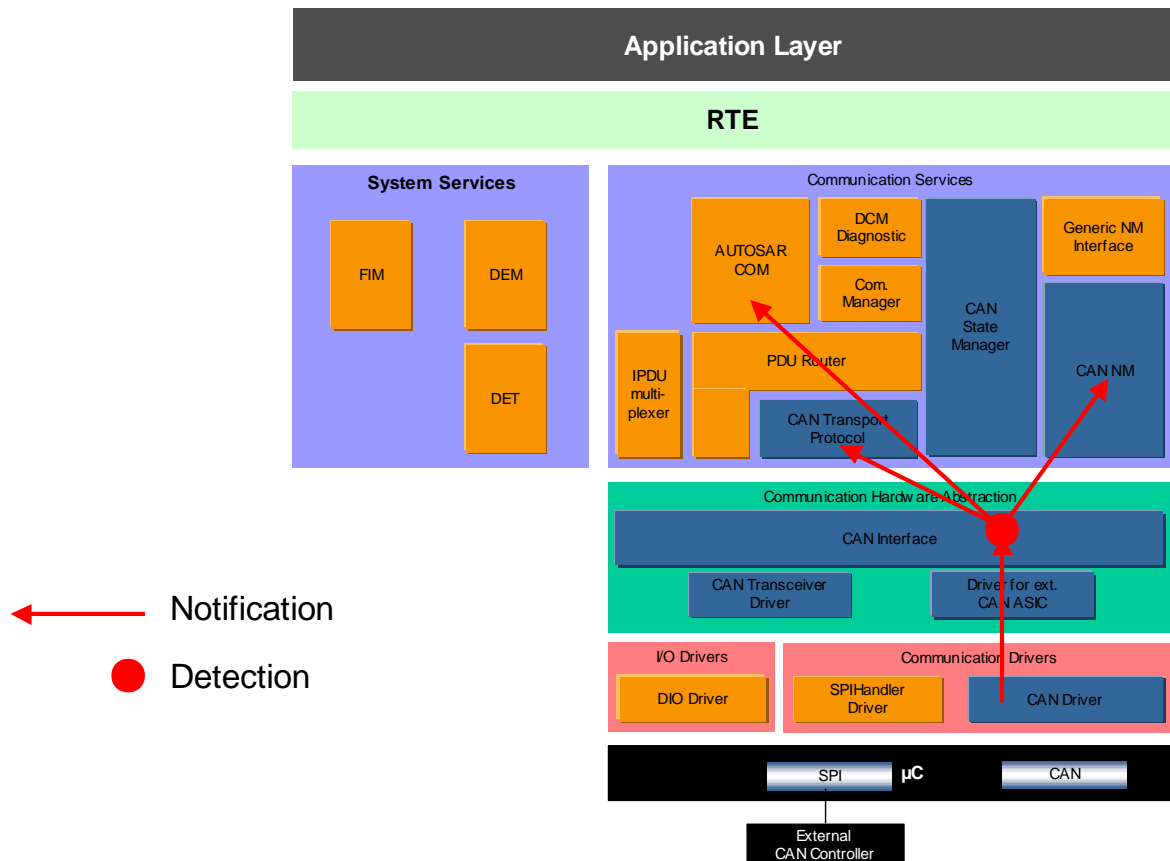 Application Layer
RTE
System Services
FIM
DEM
DET
Communication Services
AUTOSAR
COM
DCM
Diagnostic
Com.
Manager
CAN
State
Manager
Generic NM
Interface
CAN NM
IPDU
multi-
plexer
PDU Router
CAN Transport
Protocol
Communication Hardware Abstraction
CAN Interface
CAN Transceiver
Driver
Driver for ext.
CAN ASIC
Notification
Detection
I/O Drivers
DIO Driver
Communication Drivers
SPIHandler
Driver
CAN Driver
SPI
µC
CAN
External
CAN Controller